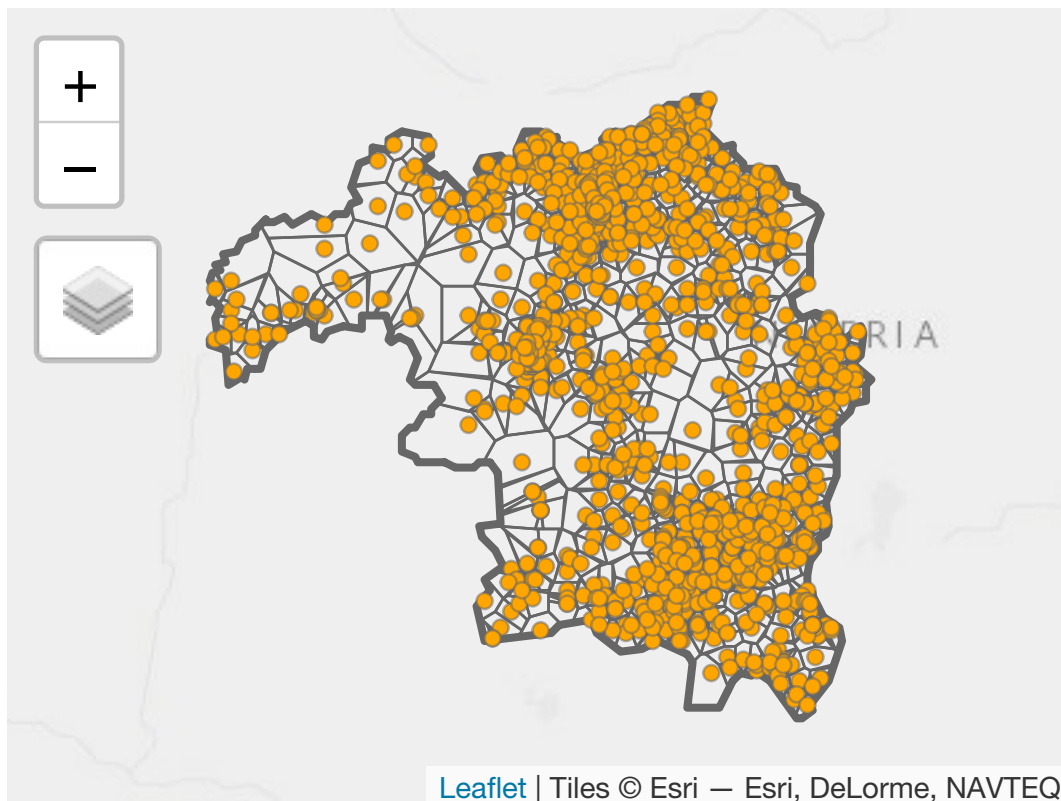 +
−
RIA
Leaflet | Tiles © Esri — Esri, DeLorme, NAVTEQ